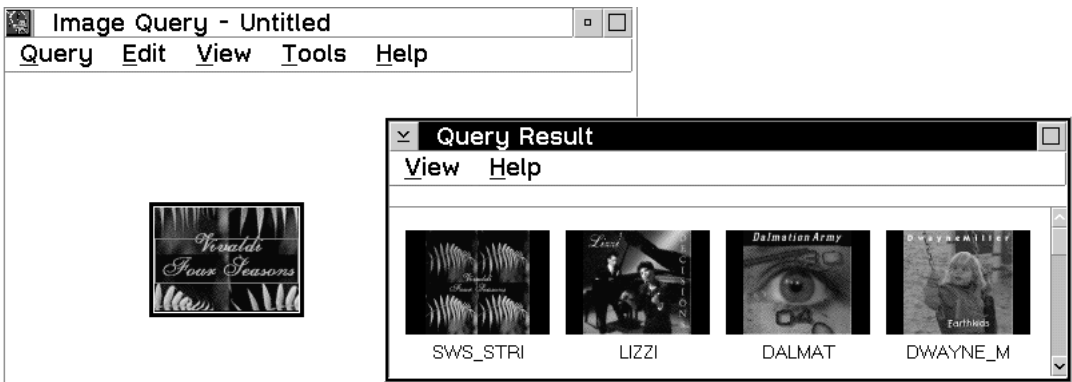 Image Query - Untitled
Query Edit View Tools Help
Query Result
View Help
Vivaldi
Four Seasons
Vivaldi
Four Seasons
Lizzi
Dalmation Army
DwayneMiller
Earthkids
SWS_STRI LIZZI DALMAT DWAYNE_M